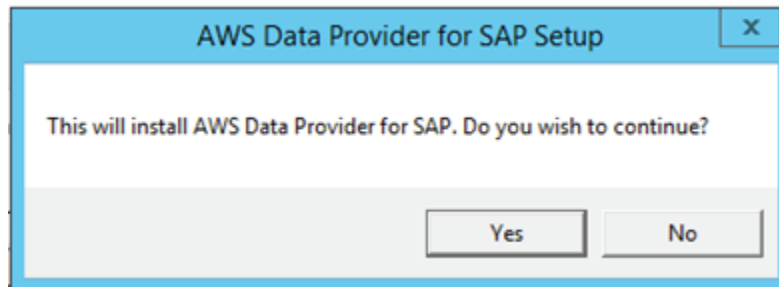 AWS Data Provider for SAP Setup
x
This will install AWS Data Provider for SAP. Do you wish to continue?
Yes
No